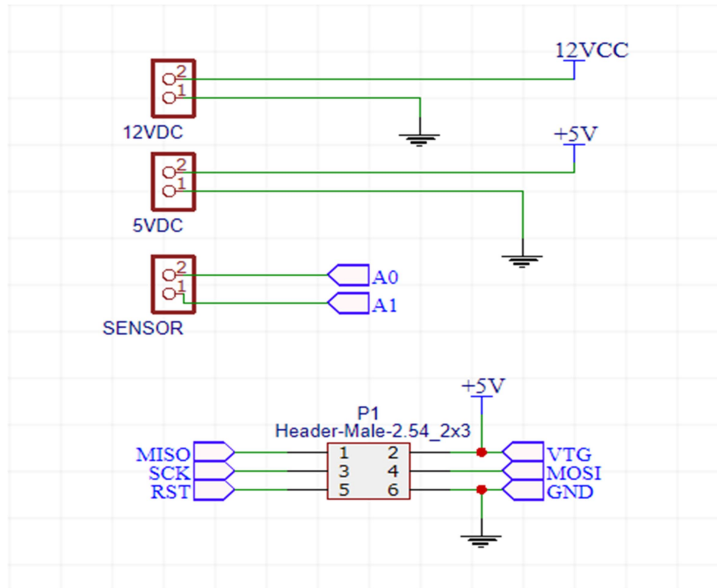 12VCC
2
1
12VDC
+5V
2
1
5VDC
2
1
A0
A1
SENSOR
+5V
P1
Header-Male-2.54_2x3
MISO 1 2 VTG
SCK 3 4 MOSI
RST 5 6 GND